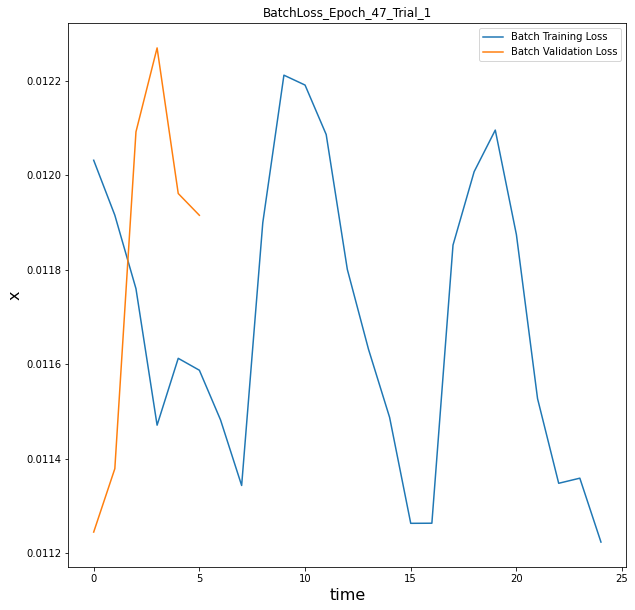 BatchLoss_Epoch_47_Trial_1
Batch Training Loss
Batch Validation Loss
0.0122
0.0120
0.0118
0.0116
0.0114
0.0112
x
0 5 10 15 20 25
time